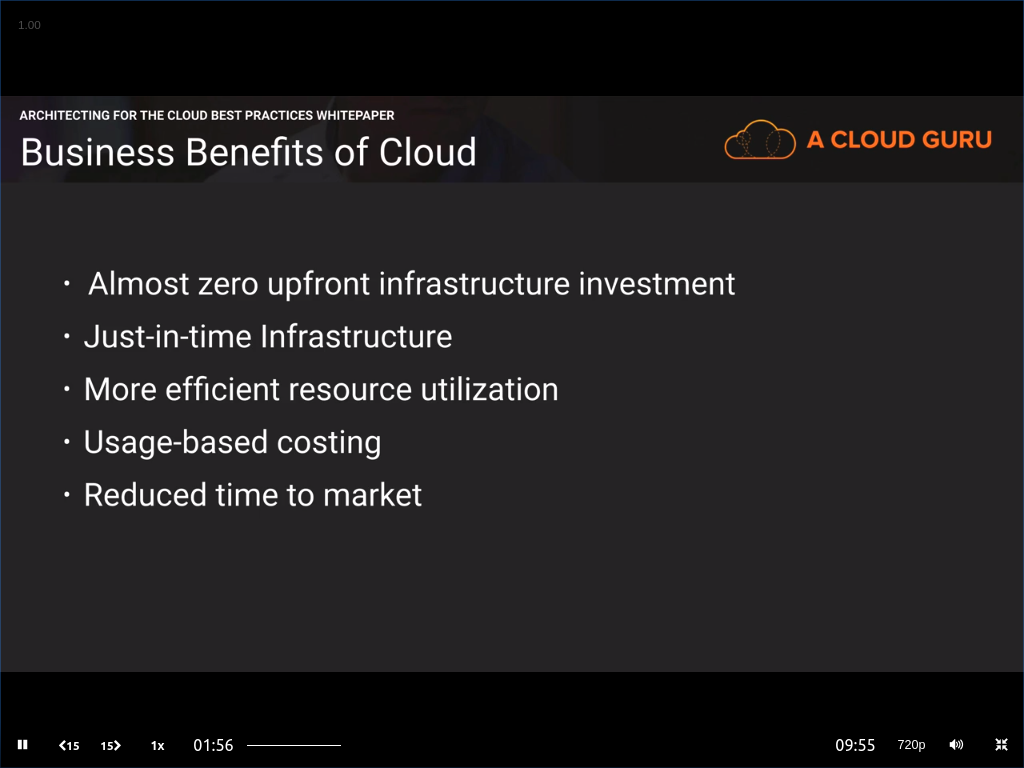 1.00
ARCHITECTING FOR THE CLOUD BEST PRACTICES WHITEPAPER
Business Benefits of Cloud
A CLOUD GURU
· Almost zero upfront infrastructure investment
· Just-in-time Infrastructure
· More efficient resource utilization
· Usage-based costing
· Reduced time to market
15 15 1x 01:56 09:55 720p